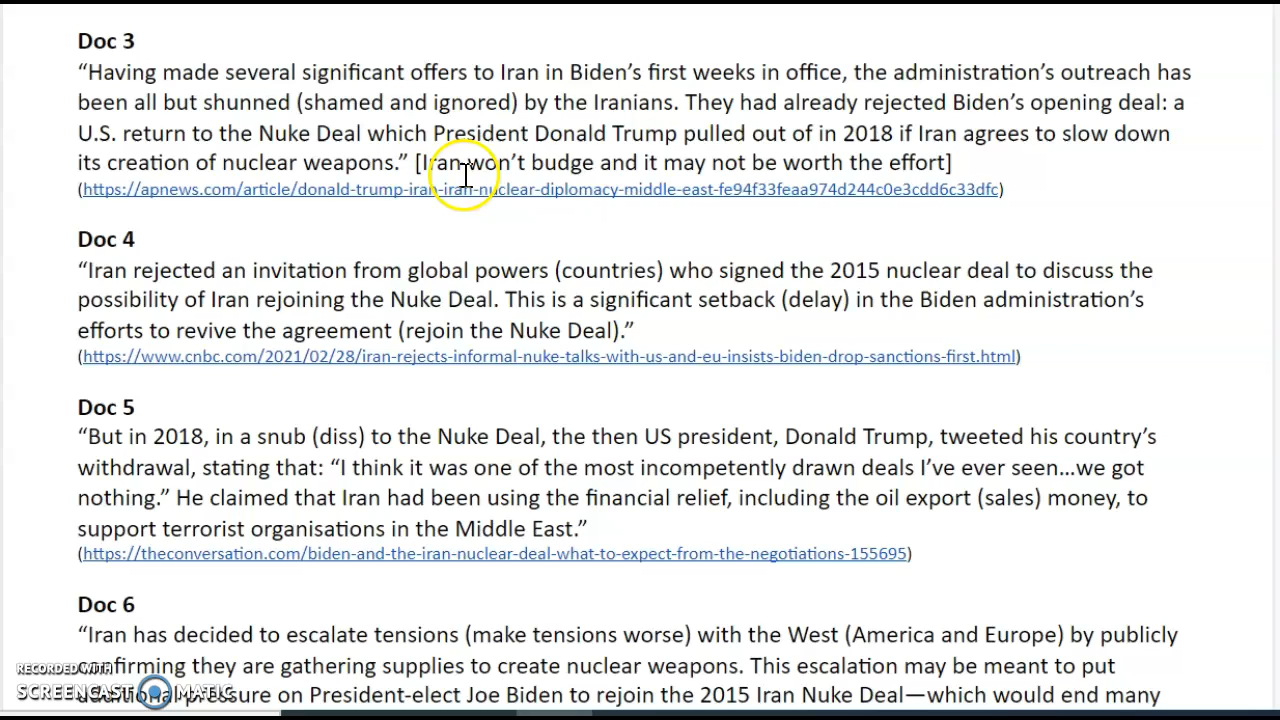 Doc 3
“Having made several significant offers to Iran in Biden’s first weeks in office, the administration’s outreach has
been all but shunned (shamed and ignored) by the Iranians. They had already rejected Biden’s opening deal: a
U.S. return to the Nuke Deal which President Donald Trump pulled out of in 2018 if Iran agrees to slow down
its creation of nuclear weapons.” [Iran won’t budge and it may not be worth the effort]
(https://apnews.com/article/donald-trump-iran-iran-nuclear-diplomacy-middle-east-fe94f33feaa974d244c0e3cdd6c33dfc)
Doc 4
“Iran rejected an invitation from global powers (countries) who signed the 2015 nuclear deal to discuss the
possibility of Iran rejoining the Nuke Deal. This is a significant setback (delay) in the Biden administration’s
efforts to revive the agreement (rejoin the Nuke Deal).”
(https://www.cnbc.com/2021/02/28/iran-rejects-informal-nuke-talks-with-us-and-eu-insists-biden-drop-sanctions-first.html)
Doc 5
“But in 2018, in a snub (diss) to the Nuke Deal, the then US president, Donald Trump, tweeted his country’s
withdrawal, stating that: “I think it was one of the most incompetently drawn deals I’ve ever seen…we got
nothing.” He claimed that Iran had been using the financial relief, including the oil export (sales) money, to
support terrorist organisations in the Middle East.”
(https://theconversation.com/biden-and-the-iran-nuclear-deal-what-to-expect-from-the-negotiations-155695)
Doc 6
“Iran has decided to escalate tensions (make tensions worse) with the West (America and Europe) by publicly
confirming they are gathering supplies to create nuclear weapons. This escalation may be meant to put
additional pressure on President-elect Joe Biden to rejoin the 2015 Iran Nuke Deal—which would end many
RECORDED WITH
SCREENCAST MATIC